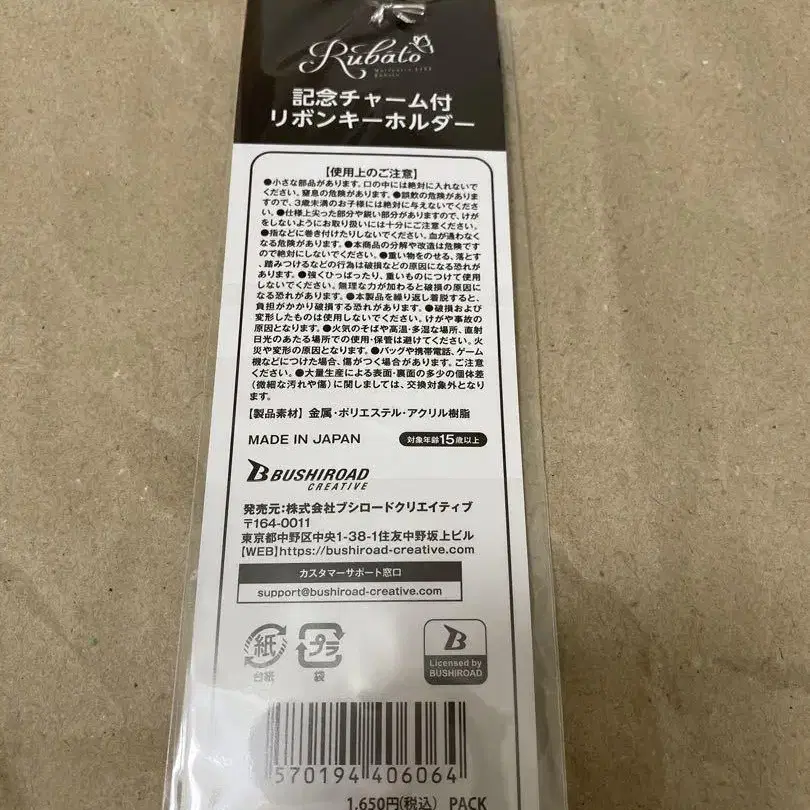 Rubato
Morfonica LIVE
Rubato
記念チャーム付
リボンキーホルダー
【使用上のご注意】
●小さな部品があります。口の中には絶対に入れないで
ください。窒息の危険があります。●誤飲の危険がありま
すので、3歳未満のお子様には絶対に与えないでくださ
い。●仕様上尖った部分や鋭い部分がありますので、けが
をしないようにお取り扱いには十分にご注意ください。
●指などに巻き付けたりしないでください。血が通わなく
なる危険があります。●本商品の分解や改造は危険です
ので絶対にしないでください。●重い物をのせる、落とす、
踏みつけるなどの行為は破損などの原因になる恐れが
あります。●強くひっぱったり、重いものにつけて使用
しないでください。無理な力が加わると破損の原因に
なる恐れがあります。●本製品を繰り返し着脱すると、
負担がかかり破損する恐れがあります。●破損および
変形したものは使用しないでください。けがや事故の
原因となります。●火気のそばや高温・多湿な場所、直射
日光のあたる場所での使用・保管は避けてください。火
災や変形の原因となります。●バッグや携帯電話、ゲーム
機などにつけた場合、傷がつく場合があります。ご注意
ください。●大量生産による表面・裏面の多少の個体差
(微細な汚れや傷)に関しましては、交換対象外となり
ます。
【製品素材】金属・ポリエステル・アクリル樹脂
MADE IN JAPAN 対象年齢15歳以上
BUSHIROAD
CREATIVE
発売元:株式会社ブシロードクリエイティブ
〒164-0011
東京都中野区中央1-38-1住友中野坂上ビル
【WEB】https://bushiroad-creative.com
カスタマーサポート窓口
support@bushiroad-creative.com
紙 プラ
台紙 袋
Licensed by
BUSHIROAD
570194 406064
1,650円(税込) PACK